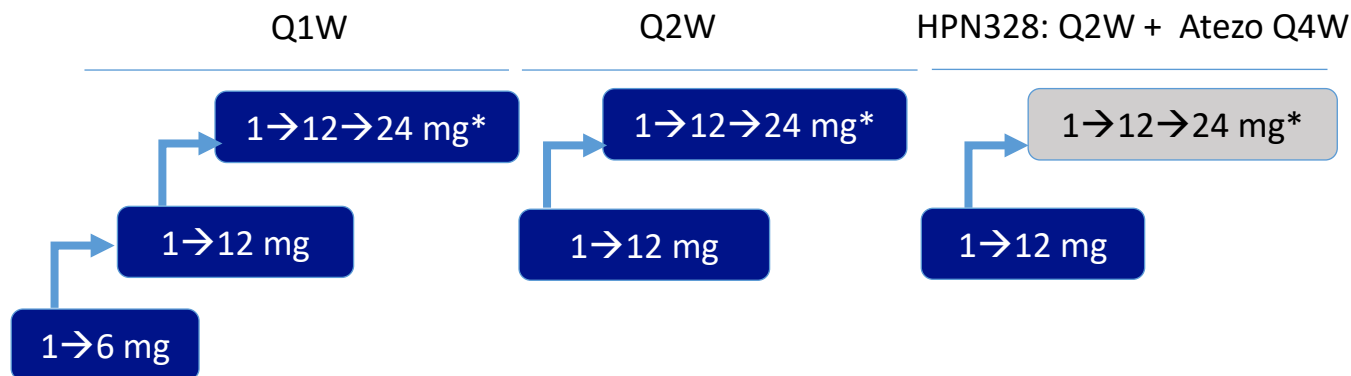 Q1W
Q2W
HPN328: Q2W + Atezo Q4W
1→12→24 mg*
1→12→24 mg*
1→12→24 mg*
1→12 mg
1→12 mg
1→12 mg
1→6 mg